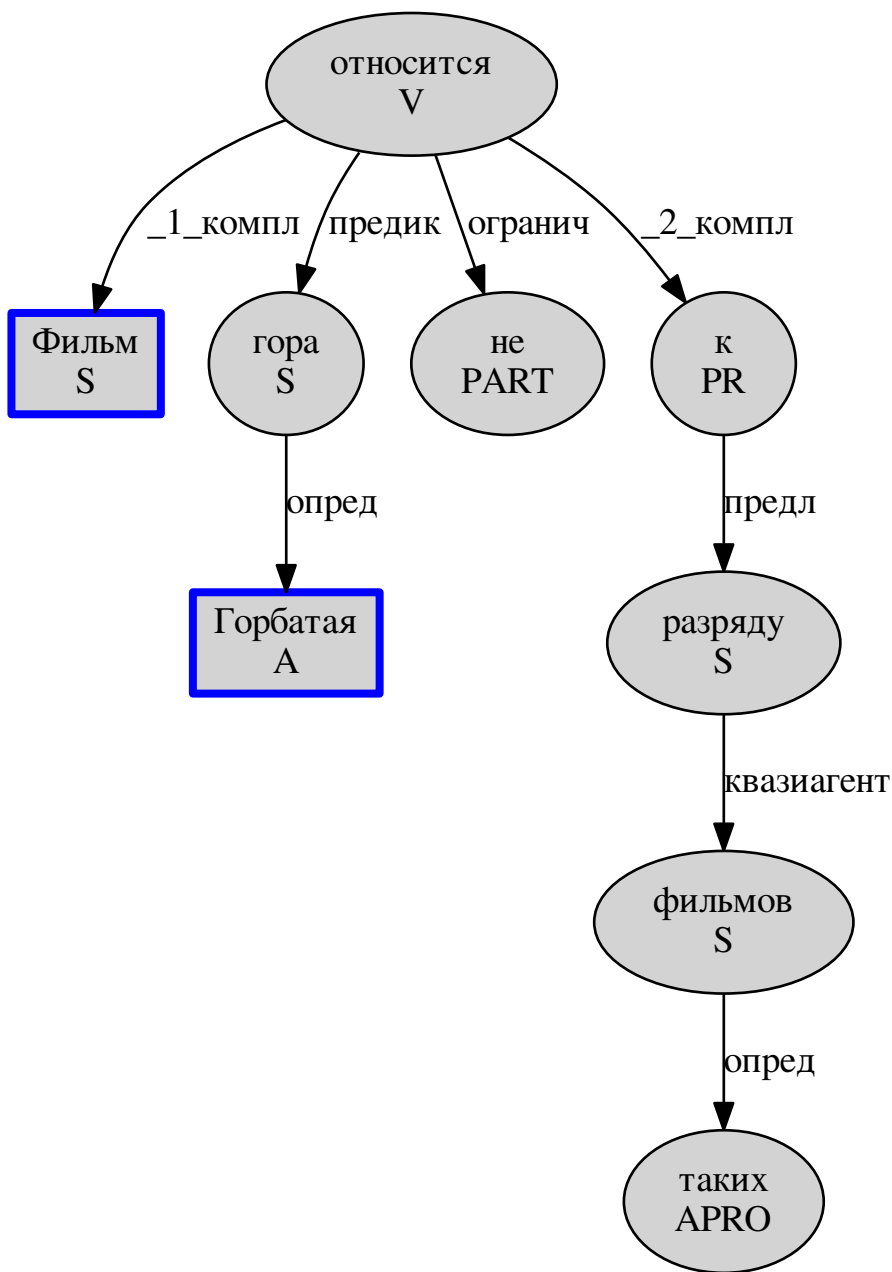 относится
V
_1_компл
предик
огранич
_2_компл
Фильм
S
гора
S
не
PART
к
PR
опред
предл
Горбатая
A
разряду
S
квазиагент
фильмов
S
опред
таких
APRO